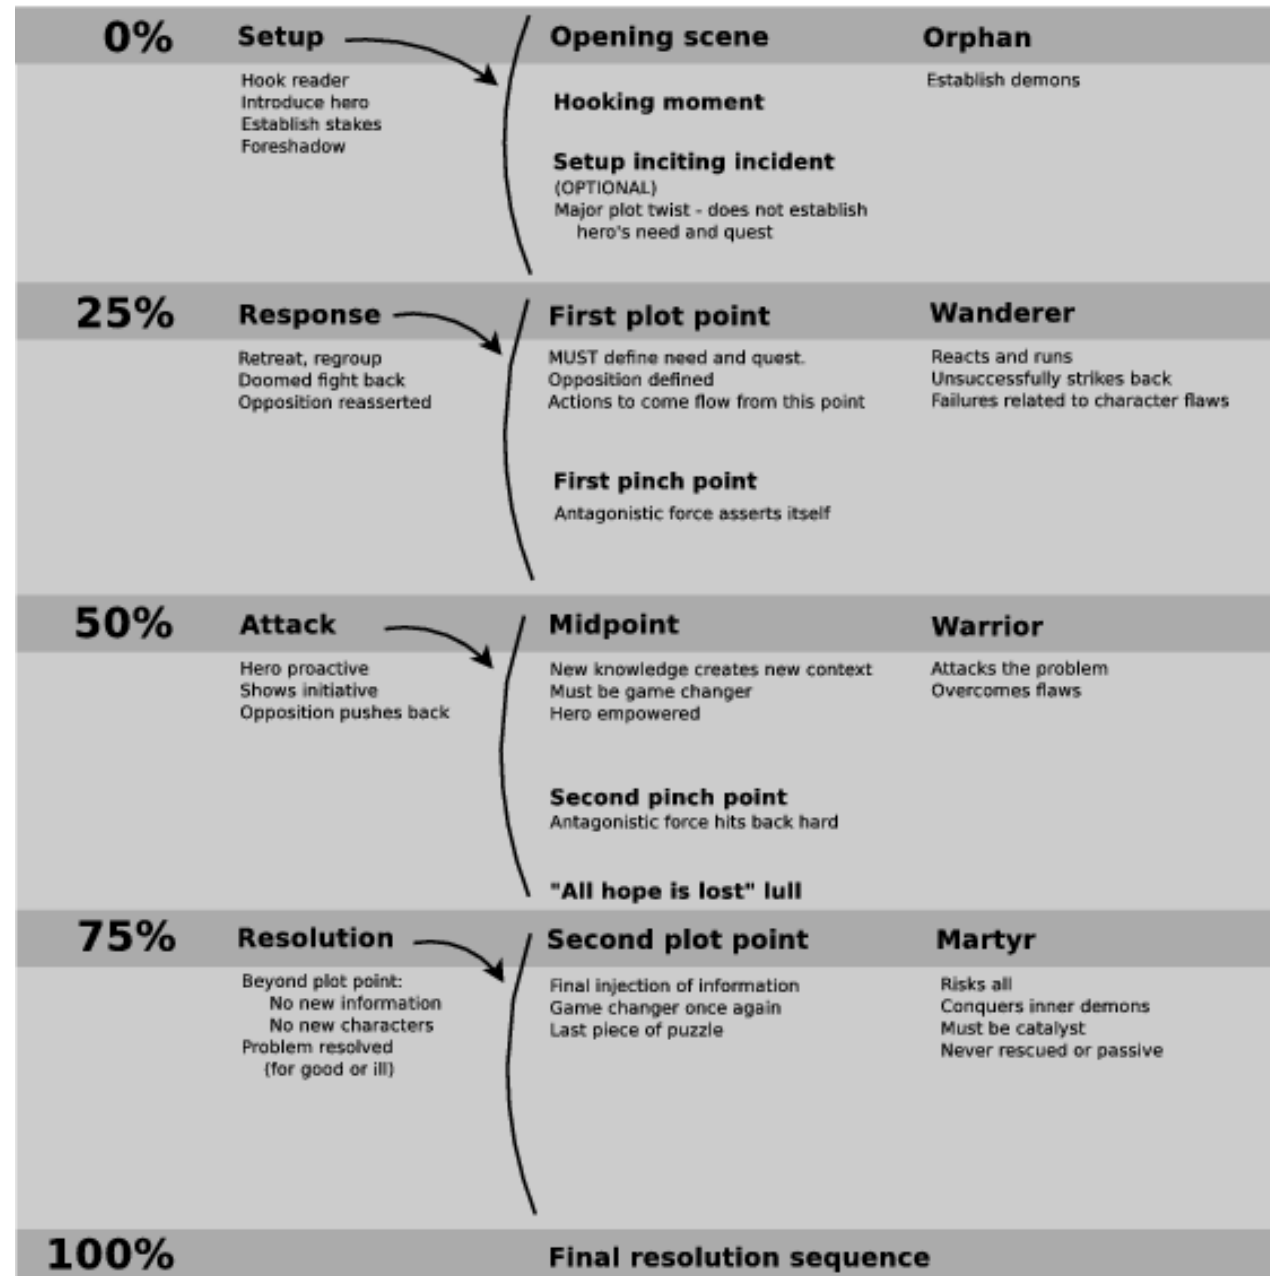 0% Setup Opening scene Orphan
Hook reader
Introduce hero
Establish stakes
Foreshadow
Hooking moment
Setup inciting incident
(OPTIONAL)
Major plot twist - does not establish
hero's need and quest
Establish demons
25% Response First plot point Wanderer
Retreat, regroup
Doomed fight back
Opposition reasserted
MUST define need and quest.
Opposition defined
Actions to come flow from this point
First pinch point
Antagonistic force asserts itself
Reacts and runs
Unsuccessfully strikes back
Failures related to character flaws
50% Attack Midpoint Warrior
Hero proactive
Shows initiative
Opposition pushes back
New knowledge creates new context
Must be game changer
Hero empowered
Second pinch point
Antagonistic force hits back hard
"All hope is lost" lull
Attacks the problem
Overcomes flaws
75% Resolution Second plot point Martyr
Beyond plot point:
No new information
No new characters
Problem resolved
(for good or ill)
Final injection of information
Game changer once again
Last piece of puzzle
Risks all
Conquers inner demons
Must be catalyst
Never rescued or passive
100% Final resolution sequence